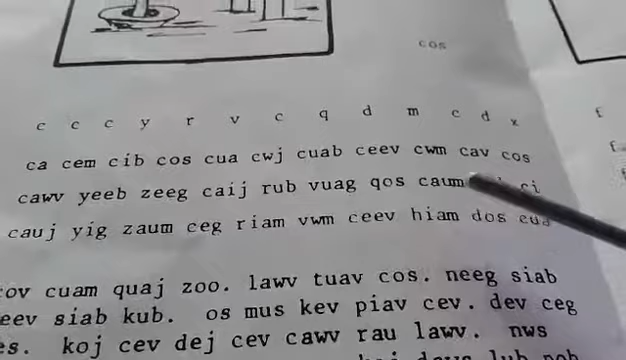 cos
c c c y r v c q d m c d x
ca cem cib cos cua cwj cuab ceev cwm cav cos
cawv yeeb zeeg caij rub vuag qos caum ci
cauj yig zaum ceg riam vwm ceev hiam dos cua
cuam quaj zoo. lawv tuav cos. neeg siab
siab kub. os mus kev piav cev. dev ceg
koj cev dej cev cawv rau lawv. nws